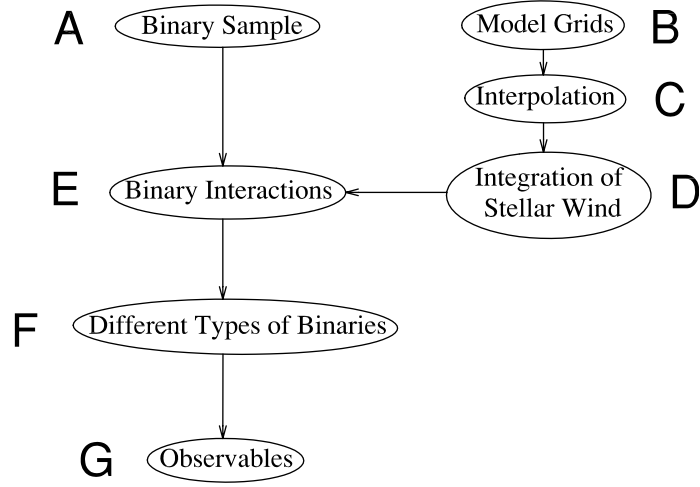 A
Binary Sample
Model Grids
B
Interpolation
C
E
Binary Interactions
Integration of
Stellar Wind
D
F
Different Types of Binaries
G
Observables